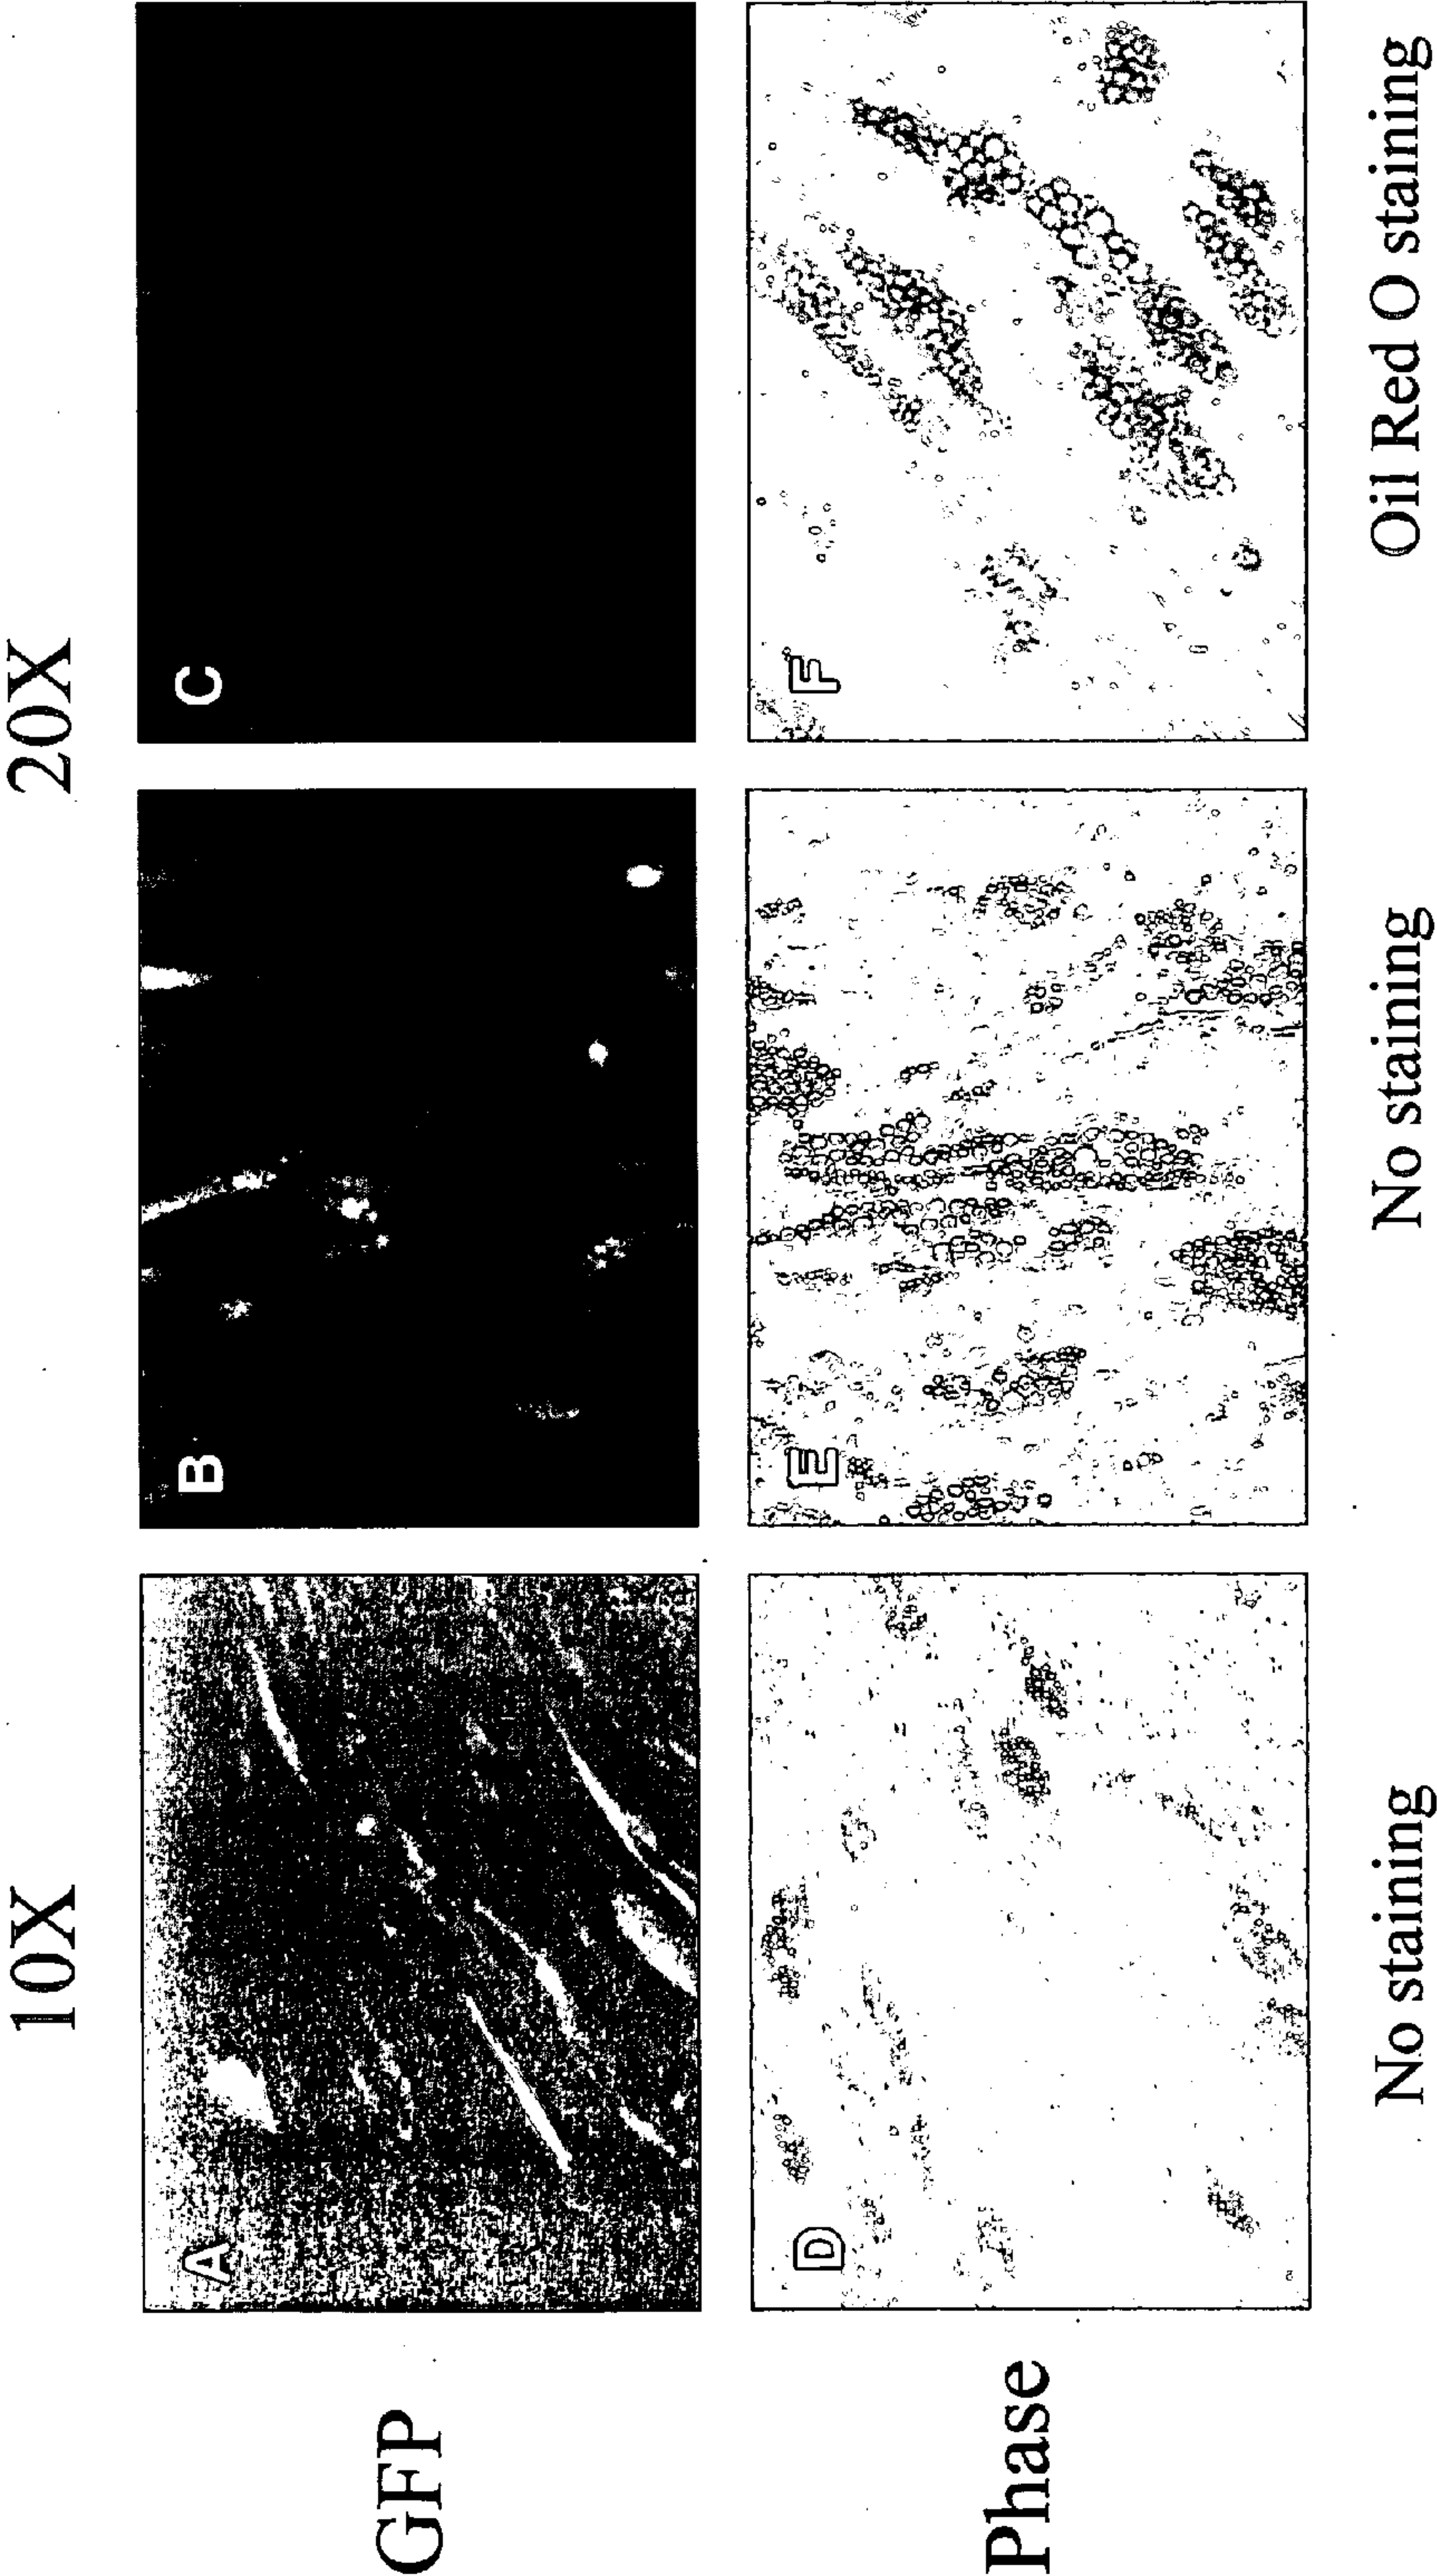 10X
20X
GFP
A
B
C
Phase
D
E
F
No staining
No staining
Oil Red O staining